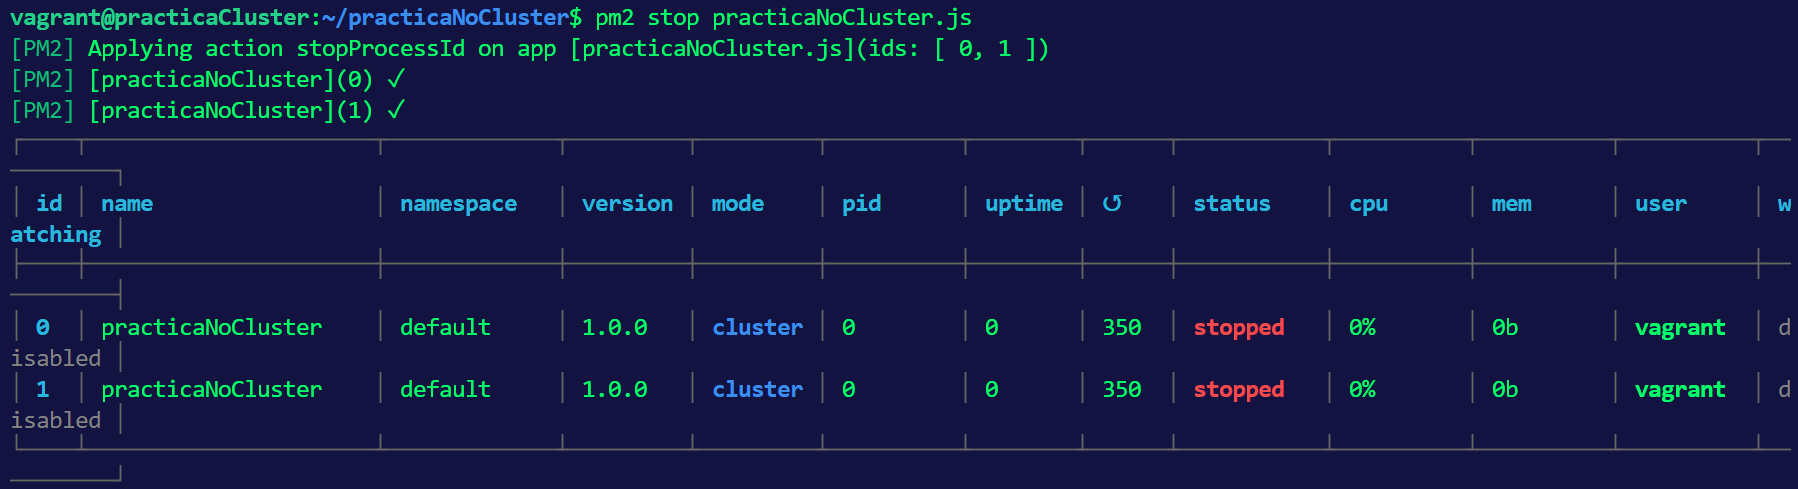 vagrant@practicaCluster:~/practicaNoCluster$ pm2 stop practicaNoCluster.js
[PM2] Applying action stopProcessId on app [practicaNoCluster.js](ids: [ 0, 1 ])
[PM2] [practicaNoCluster](0) ✓
[PM2] [practicaNoCluster](1) ✓
│ id │ name │ namespace │ version │ mode │ pid │ uptime │ ↺ │ status │ cpu │ mem │ user │ w
atching │
│ 0 │ practicaNoCluster │ default │ 1.0.0 │ cluster │ 0 │ 0 │ 350 │ stopped │ 0% │ 0b │ vagrant │ d
isabled │
│ 1 │ practicaNoCluster │ default │ 1.0.0 │ cluster │ 0 │ 0 │ 350 │ stopped │ 0% │ 0b │ vagrant │ d
isabled │